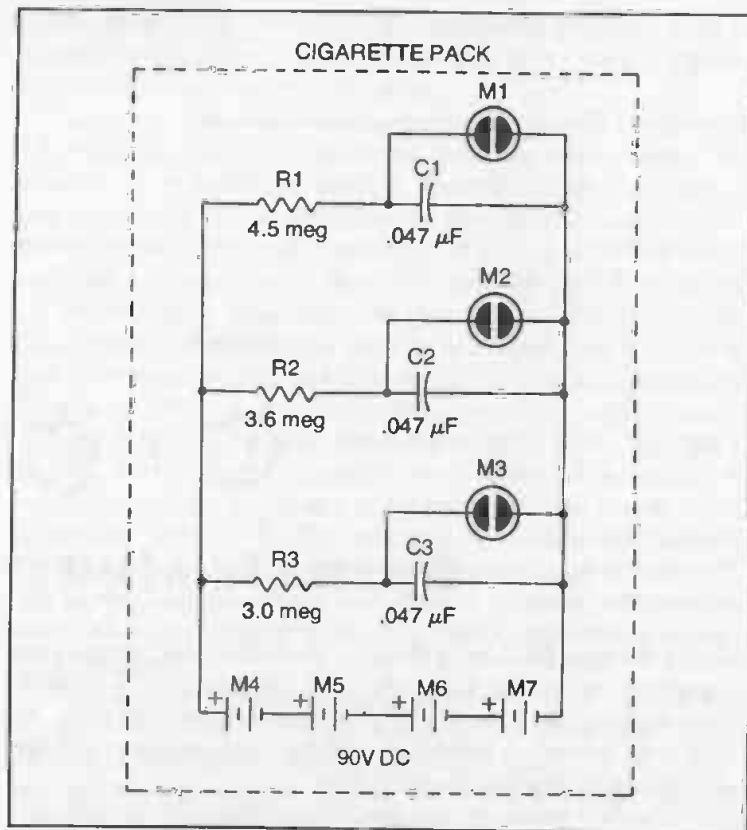 CIGARETTE PACK
M1
R1
C1
4.5 meg
.047 μF
M2
R2
C2
3.6 meg
.047 μF
M3
R3
C3
3.0 meg
.047 μF
+ M4 + M5 + M6 + M7
90V DC